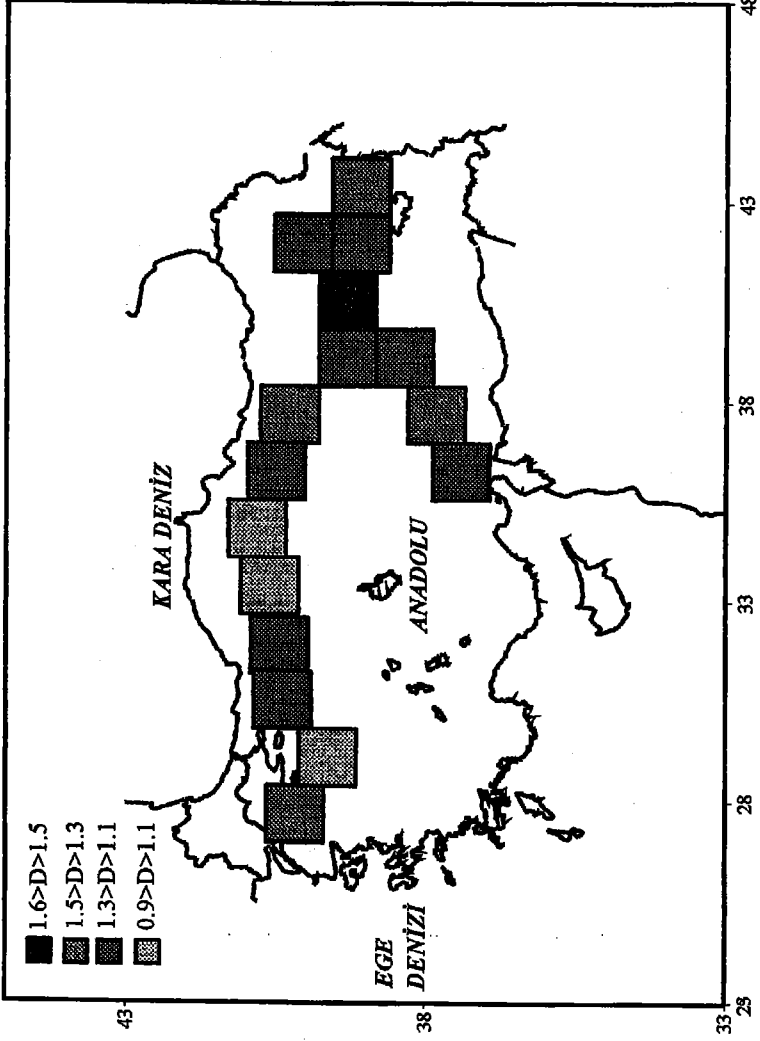 1.6>D>1.5
1.5>D>1.3
1.3>D>1.1
0.9>D>1.1
KARA DENİZ
ANADOLU
EGE
DENİZİ
43
38
33
23
28
33
38
43
48